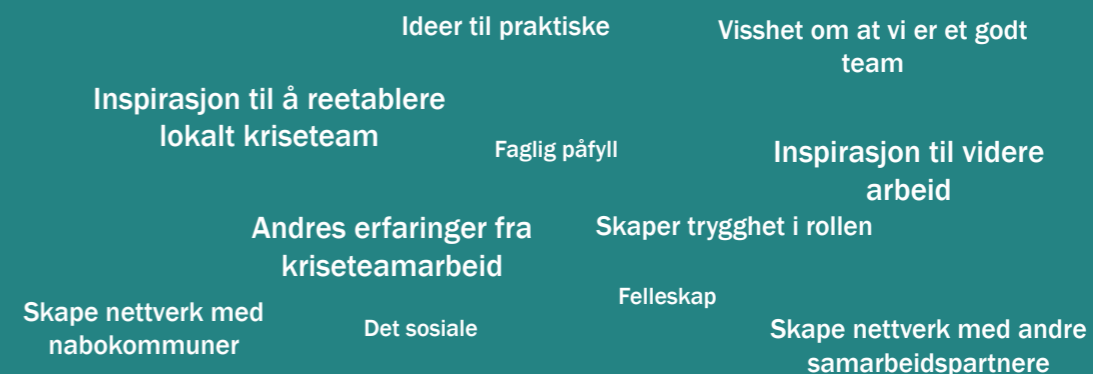 Ideer til praktiske
Visshet om at vi er et godt
team
Inspirasjon til å reetablere
lokalt kriseteam
Faglig påfyll
Inspirasjon til videre
arbeid
Andres erfaringer fra
kriseteamarbeid
Skaper trygghet i rollen
Felleskap
Skape nettverk med
nabokommuner
Det sosiale
Skape nettverk med andre
samarbeidspartnere